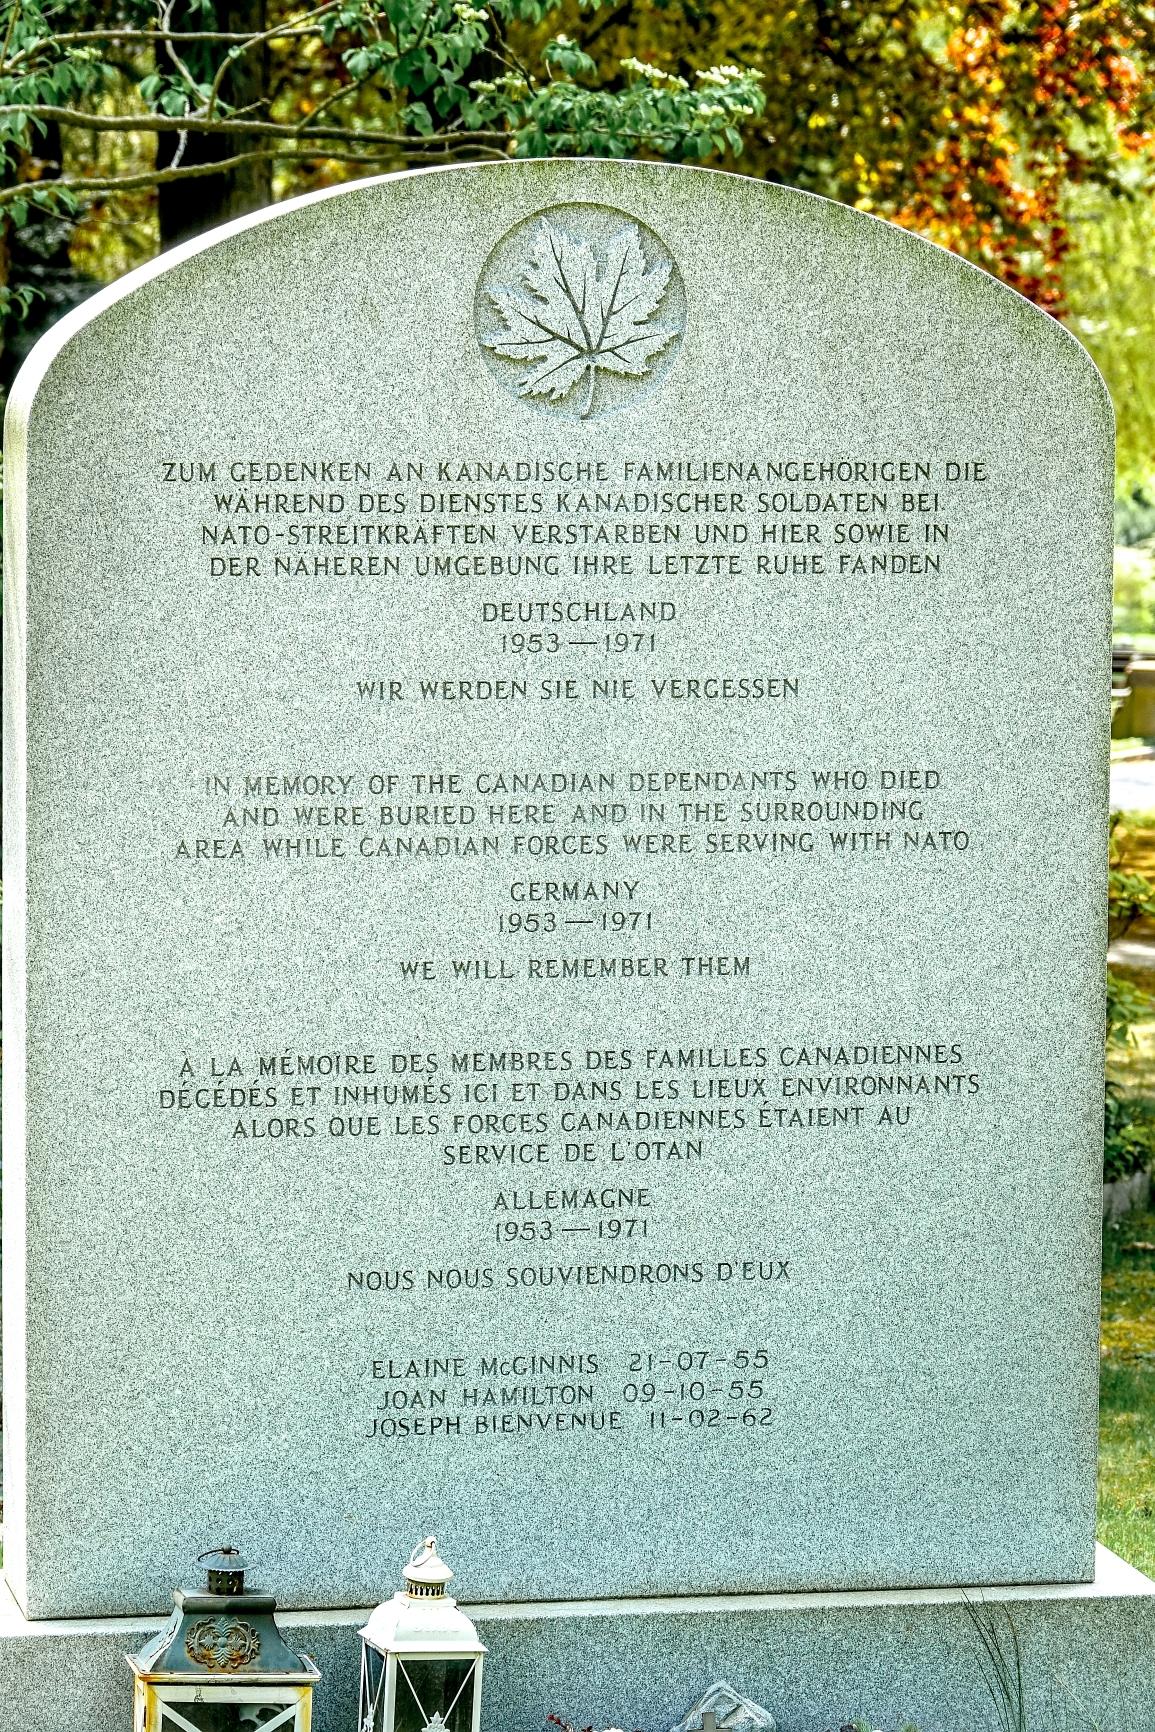 ZUM GEDENKEN AN KANADISCHE FAMILIENANGEHÖRIGEN DIE
WÄHREND DES DIENSTES KANADISCHER SOLDATEN BEI
NATO-STREITKRÄFTEN VERSTARBEN UND HIER SOWIE IN
DER NÄHEREN UMGEBUNG IHRE LETZTE RUHE FANDEN
DEUTSCHLAND
1953 — 1971
WIR WERDEN SIE NIE VERGESSEN
IN MEMORY OF THE CANADIAN DEPENDANTS WHO DIED
AND WERE BURIED HERE AND IN THE SURROUNDING
AREA WHILE CANADIAN FORCES WERE SERVING WITH NATO
GERMANY
1953 — 1971
WE WILL REMEMBER THEM
À LA MÉMOIRE DES MEMBRES DES FAMILLES CANADIENNES
DÉCÉDÉS ET INHUMÉS ICI ET DANS LES LIEUX ENVIRONNANTS
ALORS QUE LES FORCES CANADIENNES ÉTAIENT AU
SERVICE DE L'OTAN
ALLEMAGNE
1953 — 1971
NOUS NOUS SOUVIENDRONS D'EUX
ELAINE McGINNIS 21-07-55
JOAN HAMILTON 09-10-55
JOSEPH BIENVENUE 11-02-62